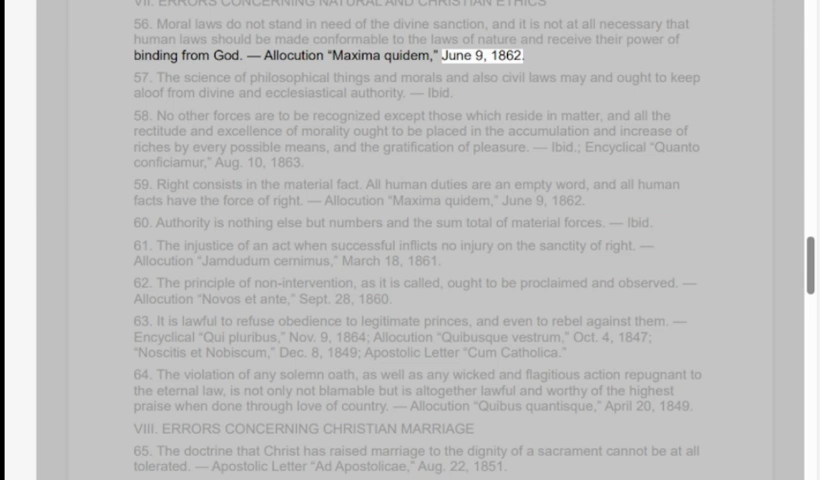 VII. ERRORS CONCERNING NATURAL AND CHRISTIAN ETHICS
56. Moral laws do not stand in need of the divine sanction, and it is not at all necessary that
human laws should be made conformable to the laws of nature and receive their power of
binding from God. — Allocution “Maxima quidem,” June 9, 1862.
57. The science of philosophical things and morals and also civil laws may and ought to keep
aloof from divine and ecclesiastical authority. — Ibid.
58. No other forces are to be recognized except those which reside in matter, and all the
rectitude and excellence of morality ought to be placed in the accumulation and increase of
riches by every possible means, and the gratification of pleasure. — Ibid.; Encyclical “Quanto
conficiamur,” Aug. 10, 1863.
59. Right consists in the material fact. All human duties are an empty word, and all human
facts have the force of right. — Allocution “Maxima quidem,” June 9, 1862.
60. Authority is nothing else but numbers and the sum total of material forces. — Ibid.
61. The injustice of an act when successful inflicts no injury on the sanctity of right. —
Allocution “Jamdudum cernimus,” March 18, 1861.
62. The principle of non-intervention, as it is called, ought to be proclaimed and observed. —
Allocution “Novos et ante,” Sept. 28, 1860.
63. It is lawful to refuse obedience to legitimate princes, and even to rebel against them. —
Encyclical “Qui pluribus,” Nov. 9, 1864; Allocution “Quibusque vestrum,” Oct. 4, 1847;
“Noscitis et Nobiscum,” Dec. 8, 1849; Apostolic Letter “Cum Catholica.”
64. The violation of any solemn oath, as well as any wicked and flagitious action repugnant to
the eternal law, is not only not blamable but is altogether lawful and worthy of the highest
praise when done through love of country. — Allocution “Quibus quantisque,” April 20, 1849.
VIII. ERRORS CONCERNING CHRISTIAN MARRIAGE
65. The doctrine that Christ has raised marriage to the dignity of a sacrament cannot be at all
tolerated. — Apostolic Letter “Ad Apostolicae,” Aug. 22, 1851.